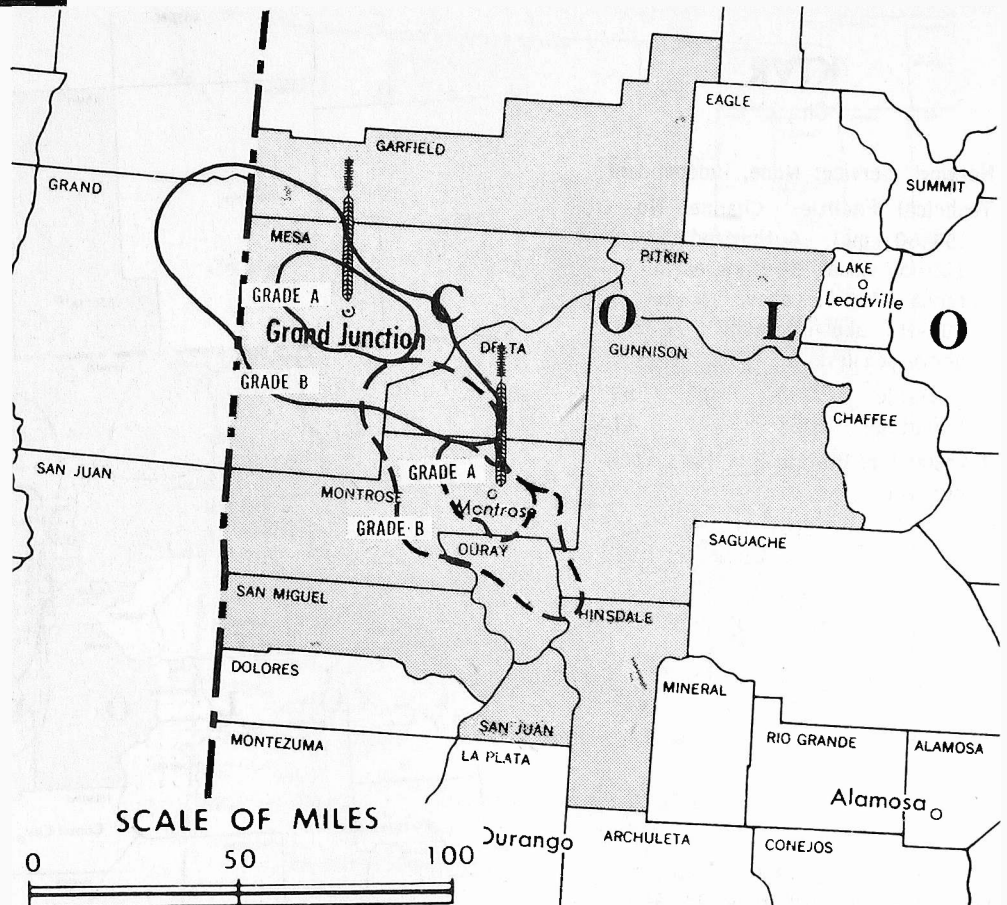 EAGLE
GARFIELD
GRAND
SUMMIT
MESA
PITKIN
LAKE
Leadville
GRADE A
C O L O
Grand Junction
DELTA
GUNNISON
GRADE B
CHAFFEE
SAN JUAN
GRADE A
MONTROSE
Montrose
GRADE B
OURAY
SAGUACHE
SAN MIGUEL
HINSDALE
DOLORES
MINERAL
SAN JUAN
MONTEZUMA
LA PLATA
RIO GRANDE
ALAMOSA
Alamosa
SCALE OF MILES
Durango
ARCHULETA
CONEJOS
0 50 100